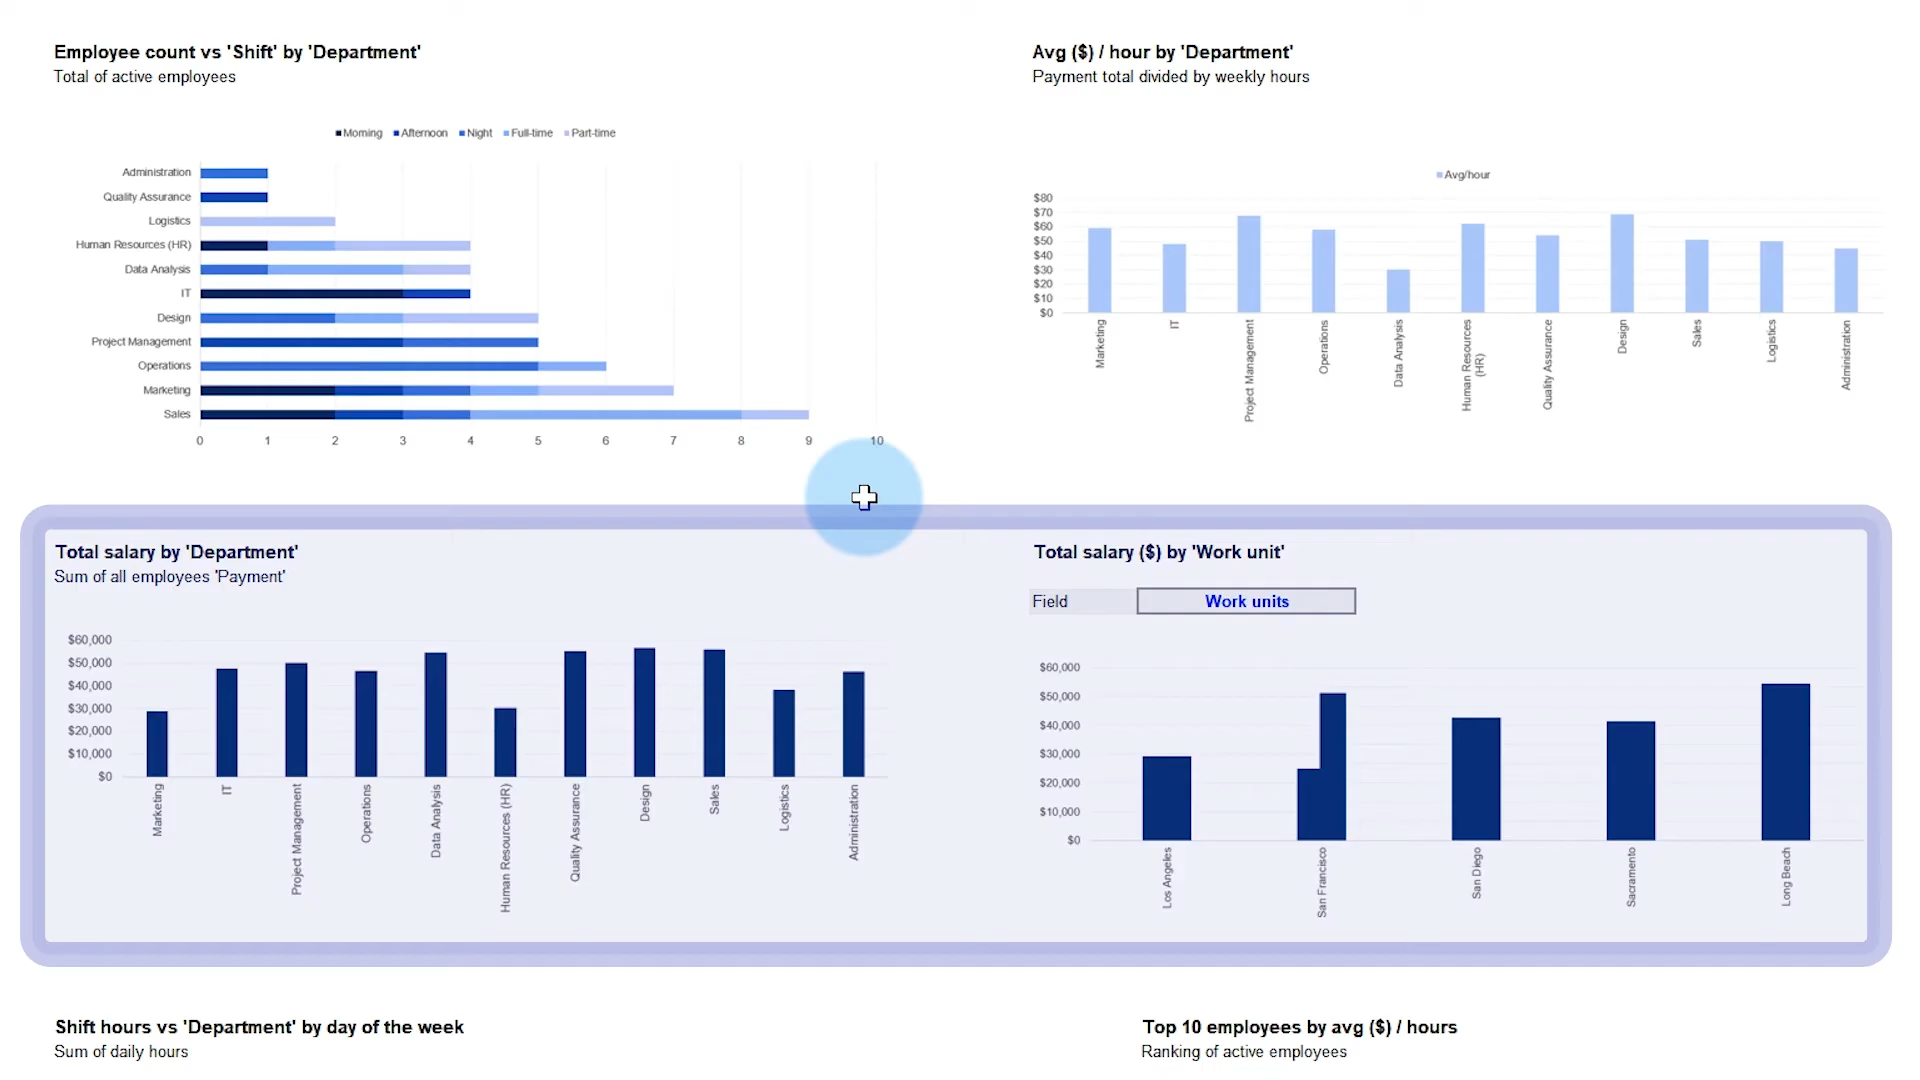 Employee count vs 'Shift' by 'Department'
Total of active employees
Morning Afternoon Night Full-time Part-time
Administration
Quality Assurance
Logistics
Human Resources (HR)
Data Analysis
IT
Design
Project Management
Operations
Marketing
Sales
0 1 2 3 4 5 6 7 8 9 10
Avg ($) / hour by 'Department'
Payment total divided by weekly hours
Avg/hour
$80
$70
$60
$50
$40
$30
$20
$10
$0
Marketing
IT
Project Management
Operations
Data Analysis
Human Resources
(HR)
Quality Assurance
Design
Sales
Logistics
Administration
Total salary by 'Department'
Sum of all employees 'Payment'
$60,000
$50,000
$40,000
$30,000
$20,000
$10,000
$0
Marketing
IT
Project Management
Operations
Data Analysis
Human Resources (HR)
Quality Assurance
Design
Sales
Logistics
Administration
Total salary ($) by 'Work unit'
Field Work units
$60,000
$50,000
$40,000
$30,000
$20,000
$10,000
$0
Los Angeles
San Francisco
San Diego
Sacramento
Long Beach
Shift hours vs 'Department' by day of the week
Sum of daily hours
Top 10 employees by avg ($) / hours
Ranking of active employees